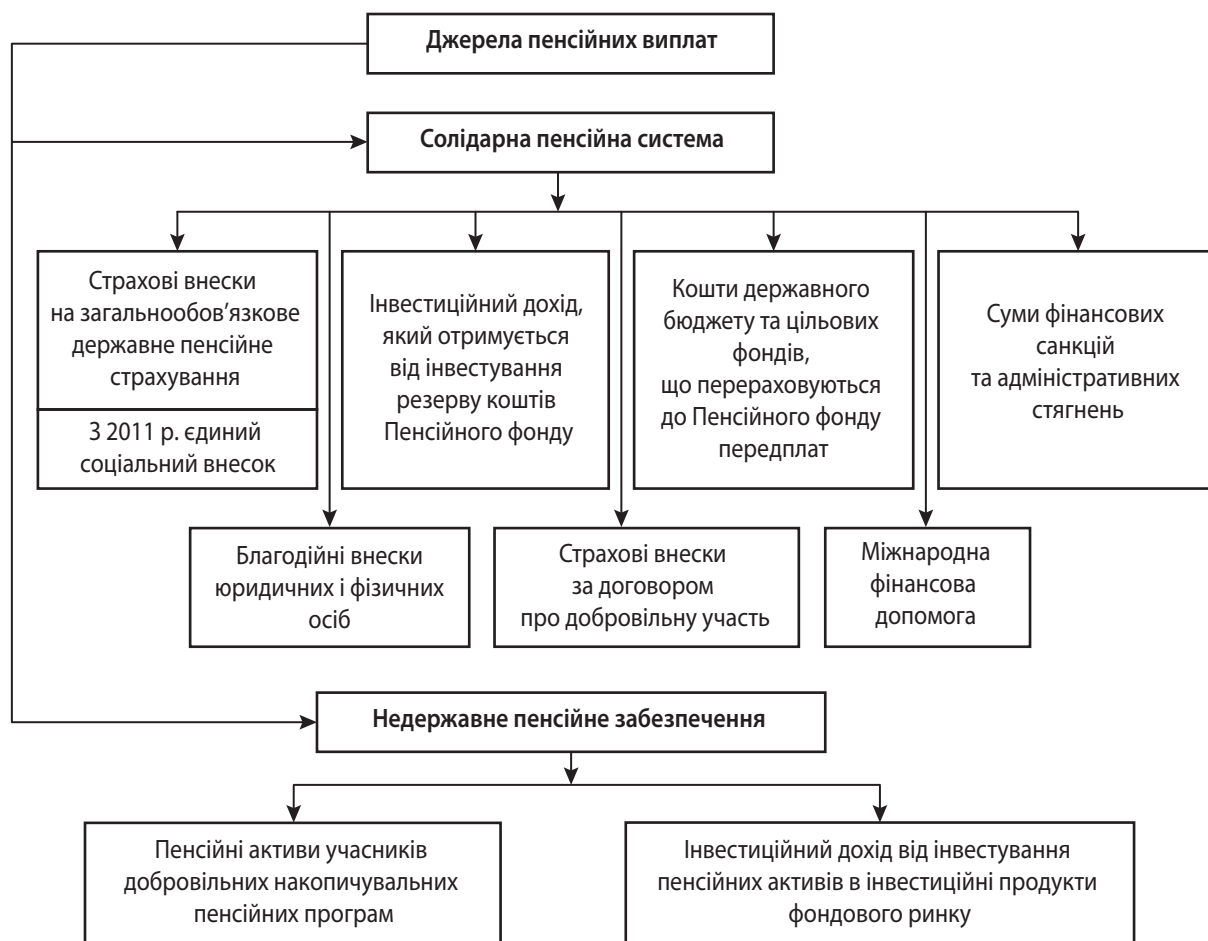 Джерела пенсійних виплат
Солідарна пенсійна система
Страхові внески
на загальнообов’язкове
державне пенсійне
страхування
З 2011 р. єдиний
соціальний внесок
Інвестиційний дохід,
який отримується
від інвестування
резерву коштів
Пенсійного фонду
Кошти державного
бюджету та цільових
фондів,
що перераховуються
до Пенсійного фонду
передплат
Суми фінансових
санкцій
та адміністративних
стягнень
Благодійні внески
юридичних і фізичних
осіб
Страхові внески
за договором
про добровільну участь
Міжнародна
фінансова
допомога
Недержавне пенсійне забезпечення
Пенсійні активи учасників
добровільних накопичувальних
пенсійних програм
Інвестиційний дохід від інвестування
пенсійних активів в інвестиційні продукти
фондового ринку